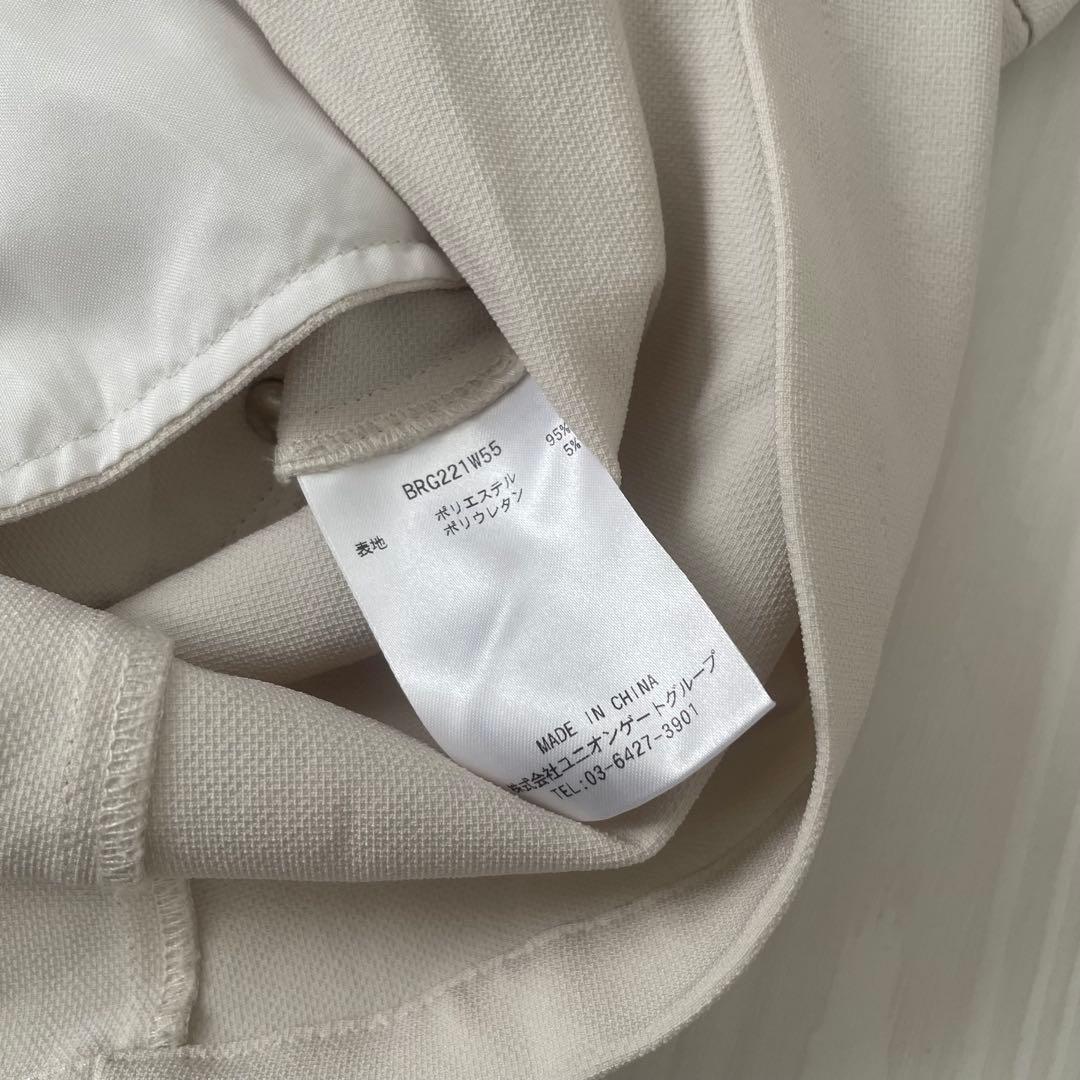 BRG221W55
表地 ポリエステル 95%
ポリウレタン 5%
MADE IN CHINA
株式会社ユニオンゲートグループ
TEL:03-6427-3901